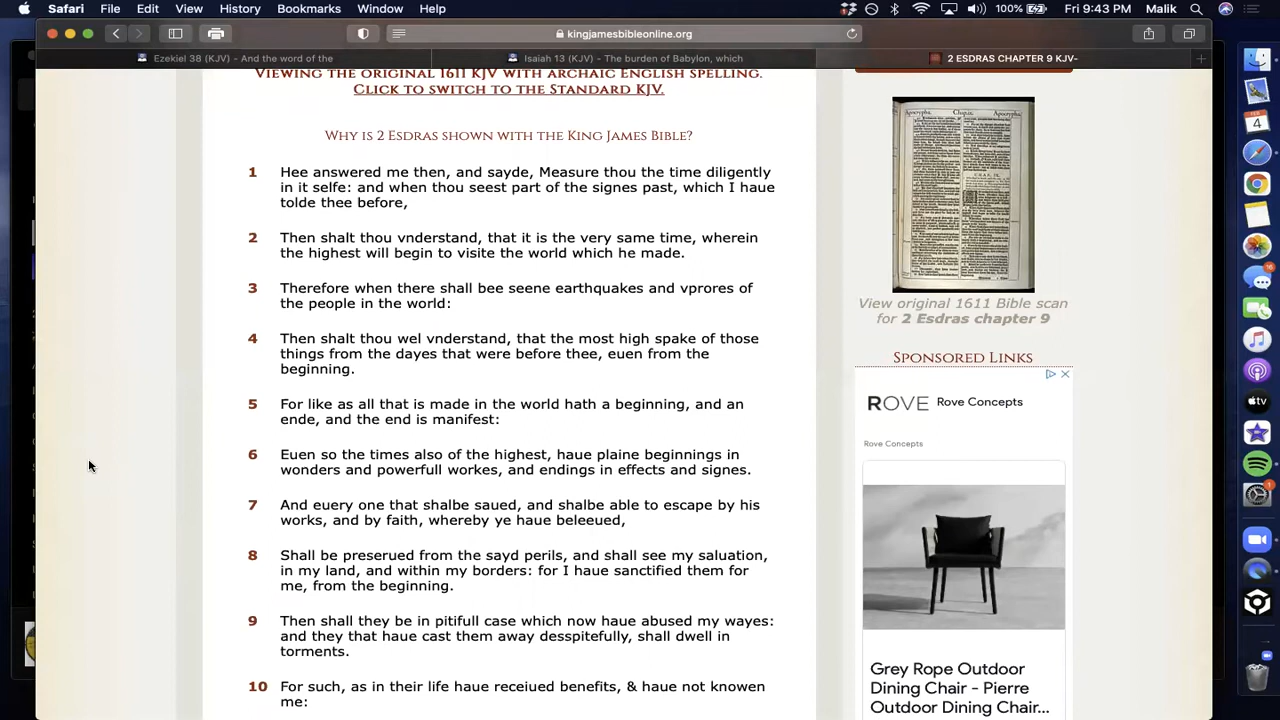 Safari File Edit View History Bookmarks Window Help 100% Fri 9:43 PM Malik
kingjamesbibleonline.org
Ezekiel 38 (KJV) - And the word of the
Isaiah 13 (KJV) - The burden of Babylon, which
2 ESDRAS CHAPTER 9 KJV-
Viewing the original 1611 KJV with archaic English spelling.
Click to switch to the Standard KJV.
Why is 2 Esdras shown with the King James Bible?
1 Hee answered me then, and sayde, Measure thou the time diligently
in it selfe: and when thou seest part of the signes past, which I haue
tolde thee before,
2 Then shalt thou vnderstand, that it is the very same time, wherein
the highest will begin to visite the world which he made.
3 Therefore when there shall bee seene earthquakes and vprores of
the people in the world:
4 Then shalt thou wel vnderstand, that the most high spake of those
things from the dayes that were before thee, euen from the
beginning.
5 For like as all that is made in the world hath a beginning, and an
ende, and the end is manifest:
6 Euen so the times also of the highest, haue plaine beginnings in
wonders and powerfull workes, and endings in effects and signes.
7 And euery one that shalbe saued, and shalbe able to escape by his
works, and by faith, whereby ye haue beleeued,
8 Shall be preserued from the sayd perils, and shall see my saluation,
in my land, and within my borders: for I haue sanctified them for
me, from the beginning.
9 Then shall they be in pitifull case which now haue abused my wayes:
and they that haue cast them away desspitefully, shall dwell in
torments.
10 For such, as in their life haue receiued benefits, & haue not knowen
me:
View original 1611 Bible scan
for 2 Esdras chapter 9
Sponsored Links
ROVE Rove Concepts
Rove Concepts
Grey Rope Outdoor
Dining Chair - Pierre
Outdoor Dining Chair...
FEB
4
tv
16
1